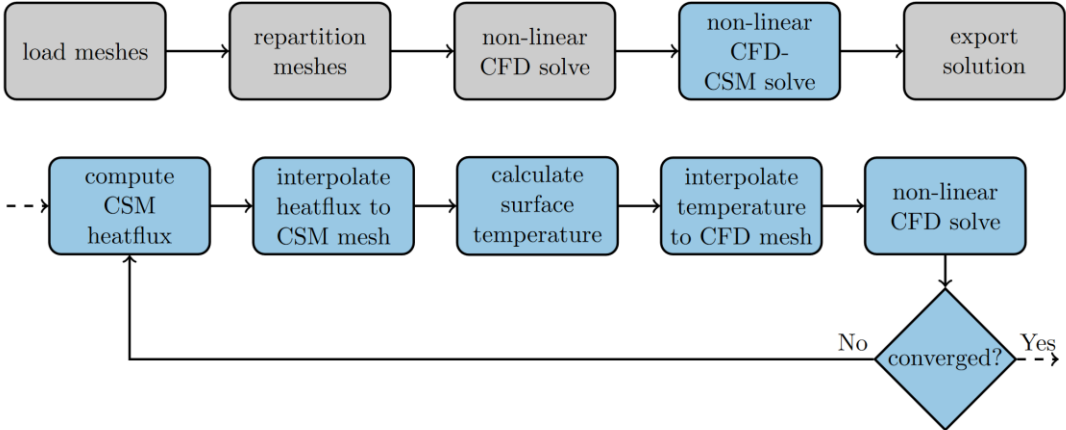 load meshes
repartition
meshes
non-linear
CFD solve
non-linear
CFD-
CSM solve
export
solution
compute
CSM
heatflux
interpolate
heatflux to
CSM mesh
calculate
surface
temperature
interpolate
temperature
to CFD mesh
non-linear
CFD solve
No
converged?
Yes